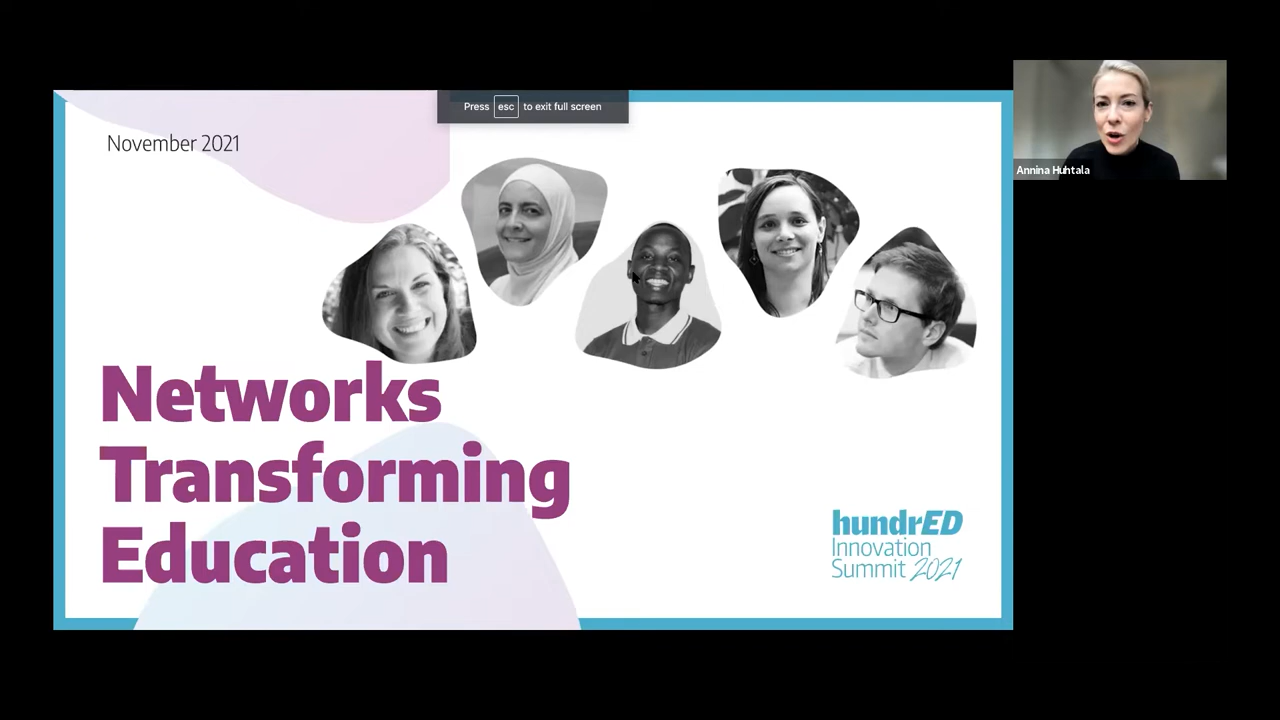 Press esc to exit full screen
November 2021
Annina Huhtala
Networks
Transforming
Education
hundrED
Innovation
Summit 2021